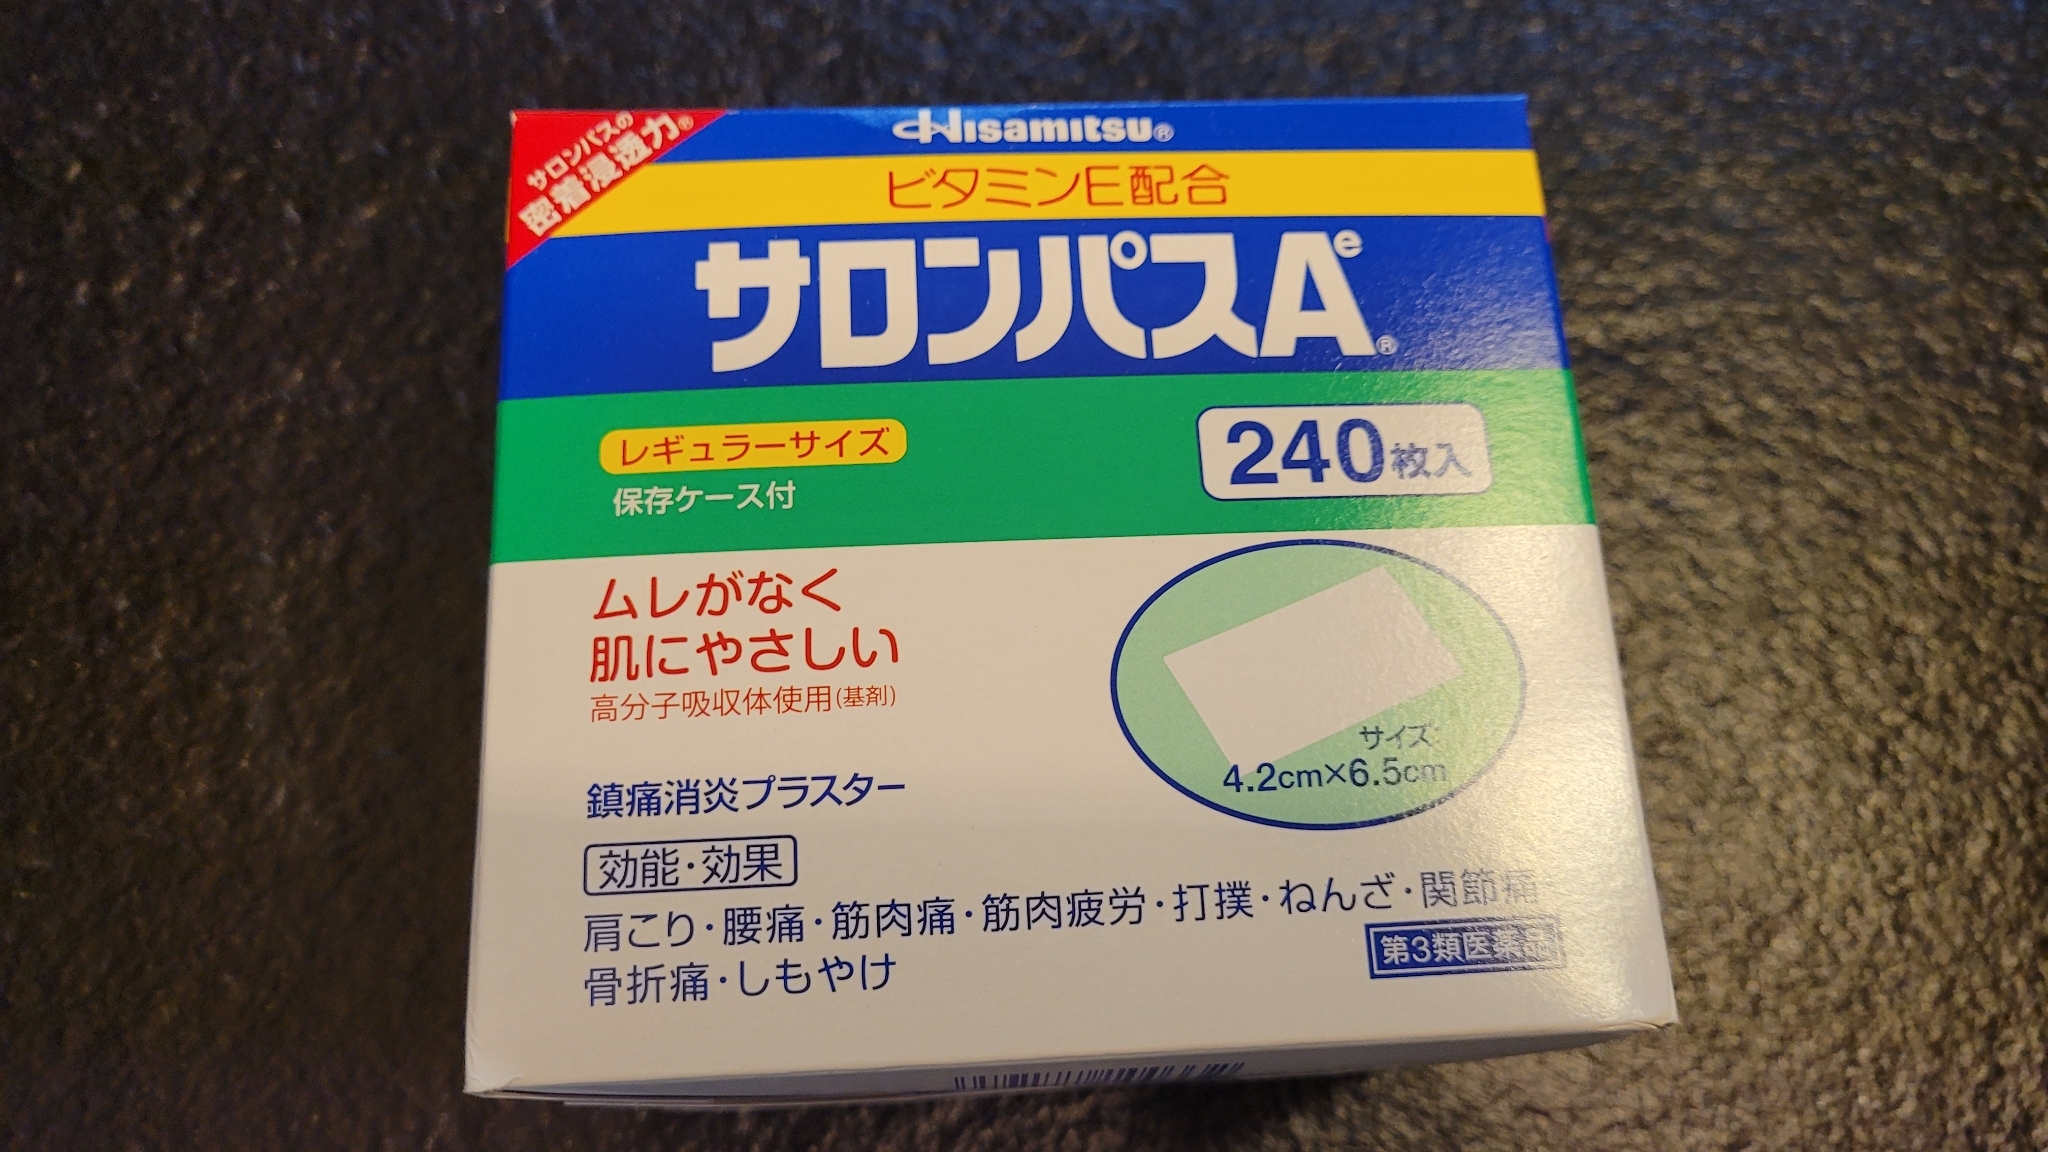 サロンパスの
密着浸透力®
Hisamitsu®
ビタミンE配合
サロンパスAe®
レギュラーサイズ
保存ケース付
240枚入
ムレがなく
肌にやさしい
高分子吸収体使用(基剤)
サイズ:
4.2cm×6.5cm
鎮痛消炎プラスター
効能・効果
肩こり・腰痛・筋肉痛・筋肉疲労・打撲・ねんざ・関節痛
骨折痛・しもやけ
第3類医薬品